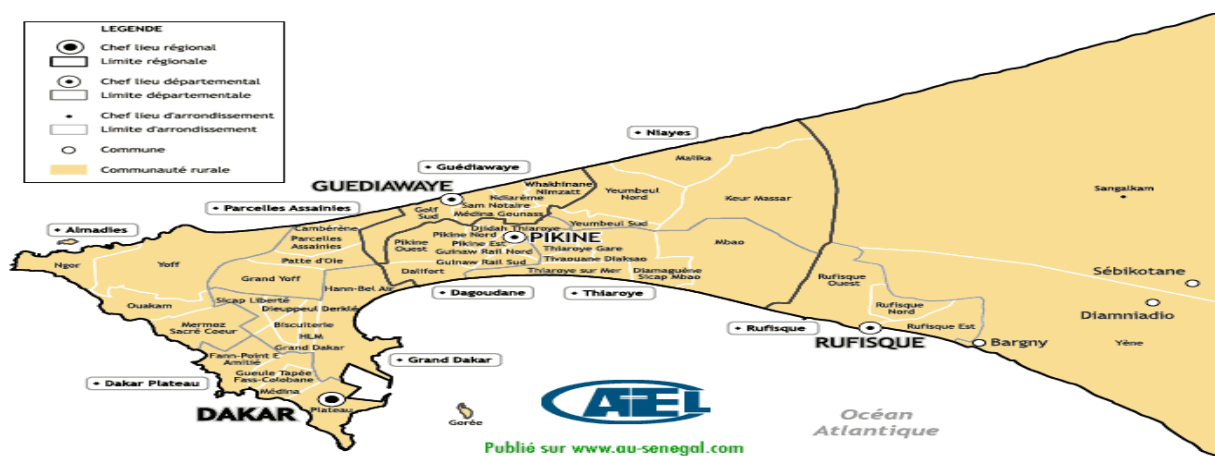 LEGENDE
Chef lieu régional
Limite régionale
Chef lieu départemental
Limite départementale
Chef lieu d'arrondissement
Limite d'arrondissement
Commune
Communauté rurale
Niayes
Malika
Guédiawaye
GUEDIAWAYE
Whakhinane
Nimzatt
Ndiarème
Sam Notaire
Golf
Sud
Médina Gounass
Yeumbeul
Nord
Keur Massar
Sangalkam
Parcelles Assainies
Almadies
Cambérène
Parcelles
Assainies
Patte d'Oie
Djidah Thiaroye
Yeumbeul Sud
Pikine Nord
PIKINE
Pikine
Ouest
Pikine Est
Guinaw Rail Nord
Guinaw Rail Sud
Thiaroye Gare
Tivaouane Diaksao
Mbao
Ngor
Yoff
Grand Yoff
Dalifort
Thiaroye sur Mer
Diamaguène
Sicap Mbao
Hann-Bel Air
Dagoudane
Thiaroye
Rufisque
Ouest
Sébikotane
Ouakam
Sicap Liberté
Dieuppeul Derklé
Rufisque
Nord
Diamniadio
Mermoz
Sacré Coeur
Biscuiterie
HLM
Grand Dakar
Rufisque
Rufisque Est
RUFISQUE
Bargny
Yène
Fann-Point E
Amitié
Grand Dakar
Gueule Tapée
Fass-Colobane
Dakar Plateau
Médina
DAKAR
Plateau
Gorée
CAIEL
Océan
Atlantique
Publié sur www.au-senegal.com